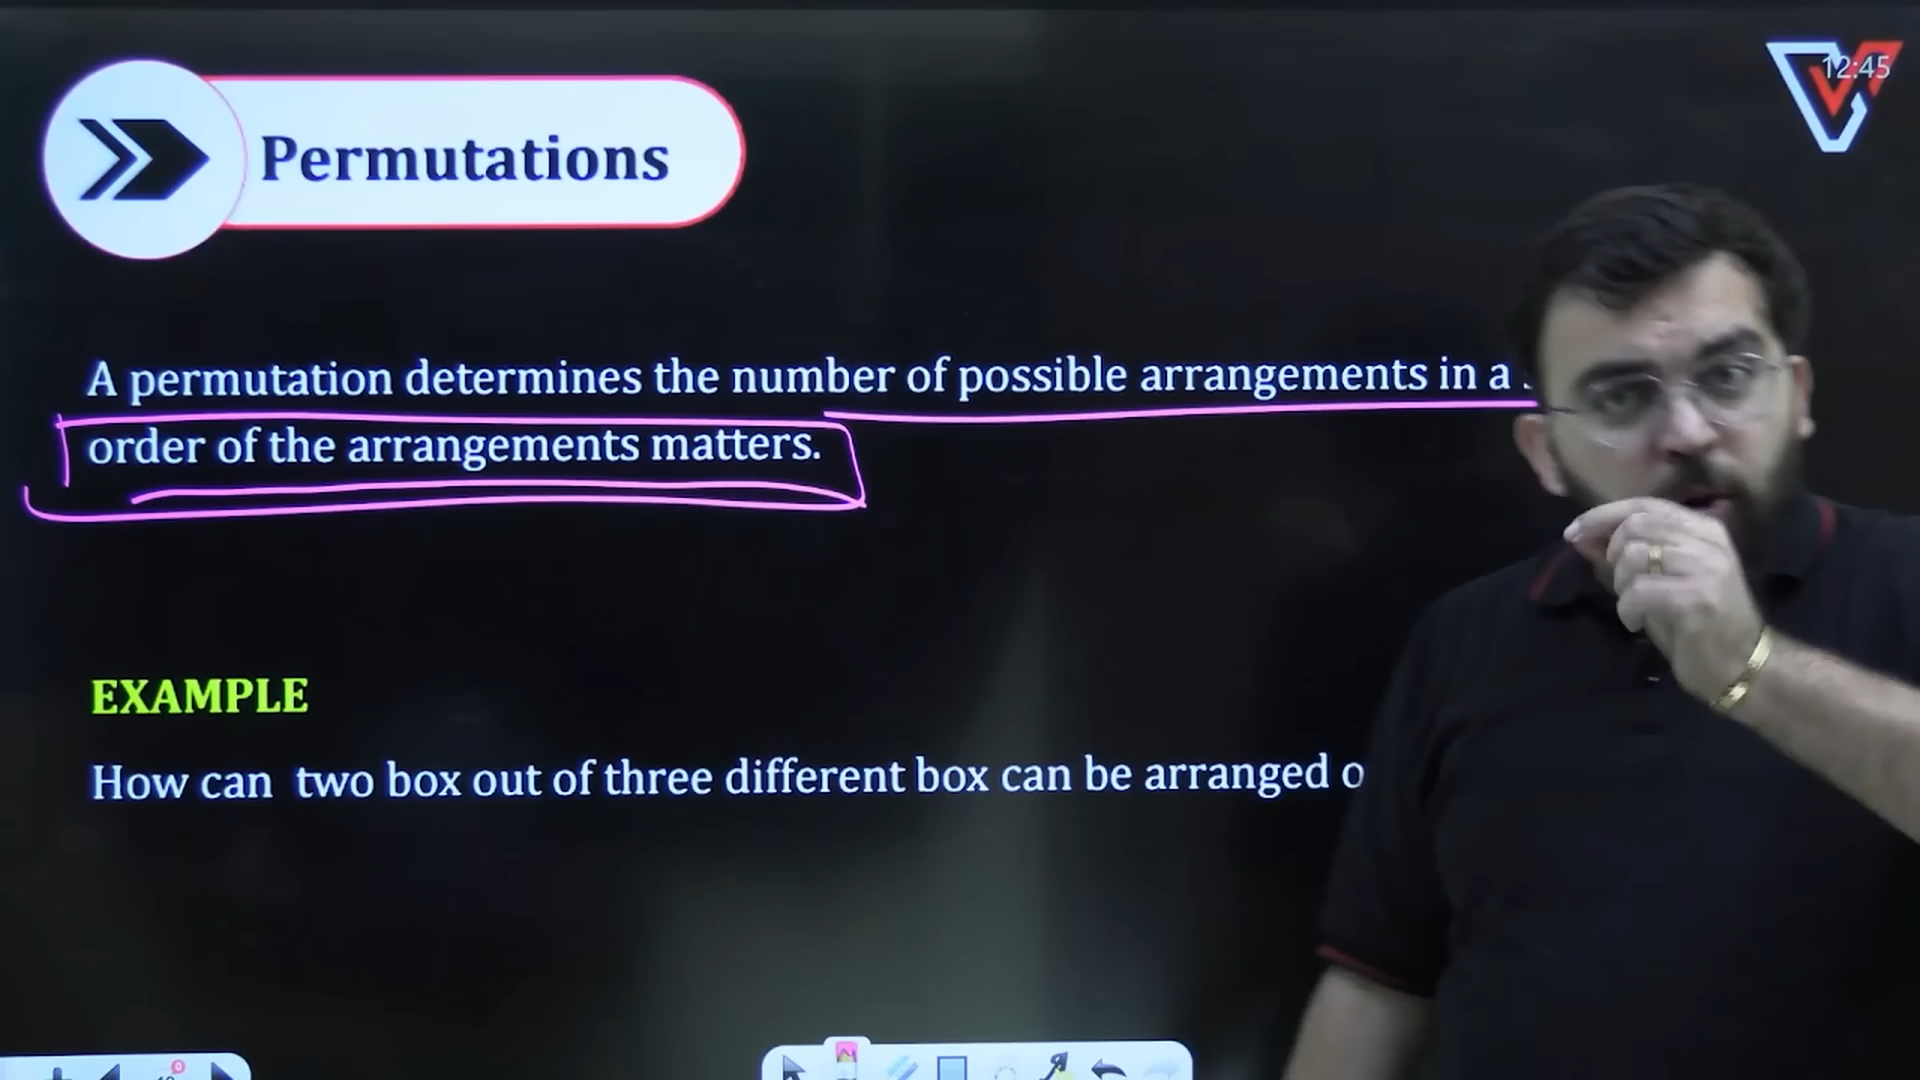 12:45
Permutations
A permutation determines the number of possible arrangements in a
order of the arrangements matters.
EXAMPLE
How can two box out of three different box can be arranged